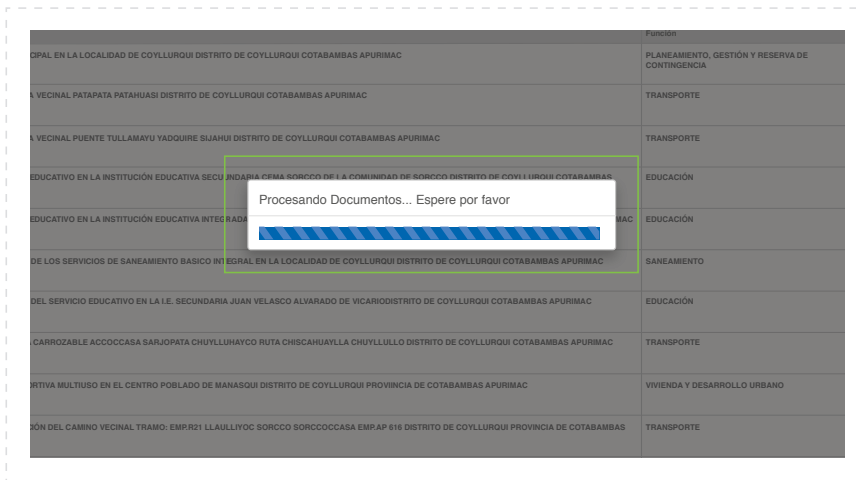 Función
CIPAL EN LA LOCALIDAD DE COYLLURQUI DISTRITO DE COYLLURQUI COTABAMBAS APURIMAC
PLANEAMIENTO, GESTIÓN Y RESERVA DE
CONTINGENCIA
A VECINAL PATAPATA PATAHUASI DISTRITO DE COYLLURQUI COTABAMBAS APURIMAC
TRANSPORTE
A VECINAL PUENTE TULLAMAYU YADQUIRE SIJAHUI DISTRITO DE COYLLURQUI COTABAMBAS APURIMAC
TRANSPORTE
EDUCATIVO EN LA INSTITUCIÓN EDUCATIVA SECUNDARIA CEMA SORCCO DE LA COMUNIDAD DE SORCCO DISTRITO DE COYLLURQUI COTABAMBAS
EDUCACIÓN
Procesando Documentos... Espere por favor
EDUCATIVO EN LA INSTITUCIÓN EDUCATIVA INTEGRADA
MAC
EDUCACIÓN
DE LOS SERVICIOS DE SANEAMIENTO BASICO INTEGRAL EN LA LOCALIDAD DE COYLLURQUI DISTRITO DE COYLLURQUI COTABAMBAS APURIMAC
SANEAMIENTO
DEL SERVICIO EDUCATIVO EN LA I.E. SECUNDARIA JUAN VELASCO ALVARADO DE VICARIODISTRITO DE COYLLURQUI COTABAMBAS APURIMAC
EDUCACIÓN
CARROZABLE ACCOCCASA SARJOPATA CHUYLLUHAYCO RUTA CHISCAHUAYLLA CHUYLLULLO DISTRITO DE COYLLURQUI COTABAMBAS APURIMAC
TRANSPORTE
ORTIVA MULTIUSO EN EL CENTRO POBLADO DE MANASQUI DISTRITO DE COYLLURQUI PROVIINCIA DE COTABAMBAS APURIMAC
VIVIENDA Y DESARROLLO URBANO
IÓN DEL CAMINO VECINAL TRAMO: EMP.R21 LLAULLIYOC SORCCO SORCCOCCASA EMP.AP 616 DISTRITO DE COYLLURQUI PROVINCIA DE COTABAMBAS
TRANSPORTE